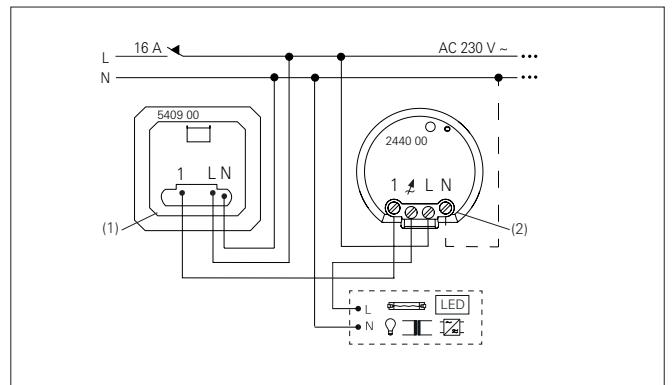 L 16 A AC 230 V ~ •••
N •••
5409 00
2440 00
1 L N
1 L N
(1)
(2)
L LED
N